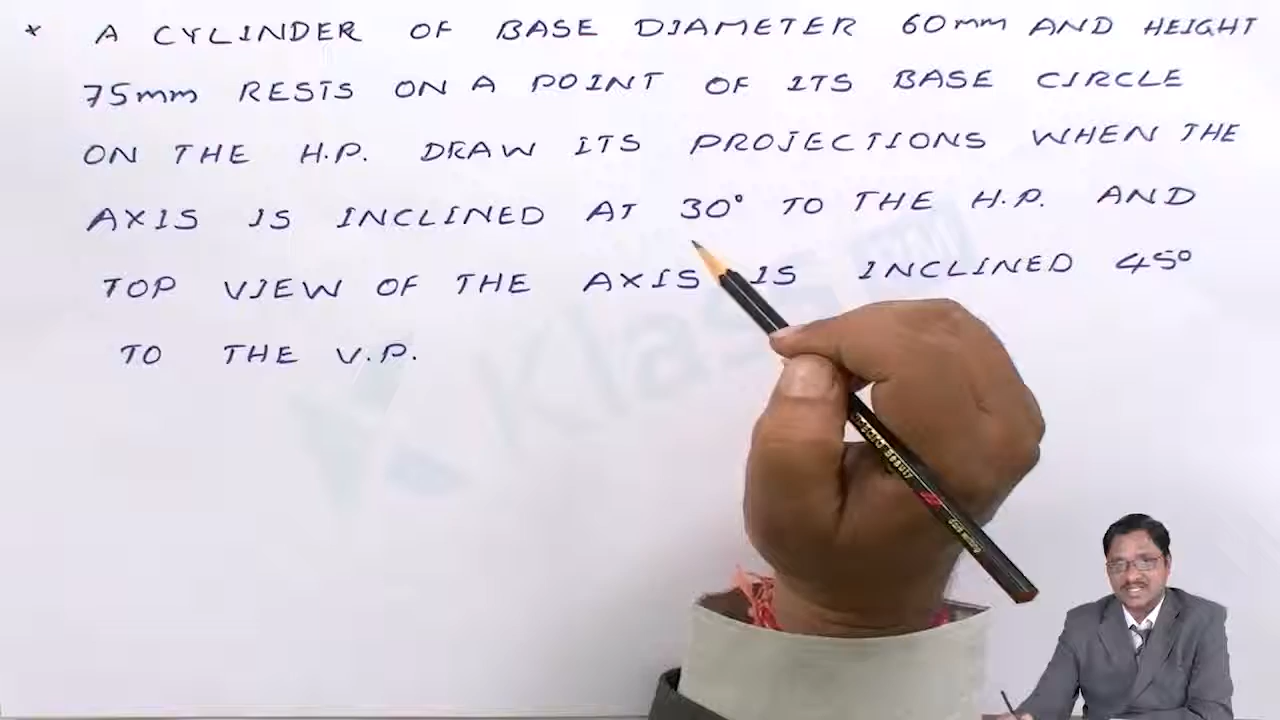 * A CYLINDER OF BASE DIAMETER 60mm AND HEIGHT
75mm RESTS ON A POINT OF ITS BASE CIRCLE
ON THE H.P. DRAW ITS PROJECTIONS WHEN THE
AXIS IS INCLINED AT 30° TO THE H.P. AND
TOP VIEW OF THE AXIS IS INCLINED 45°
TO THE V.P.
Klass